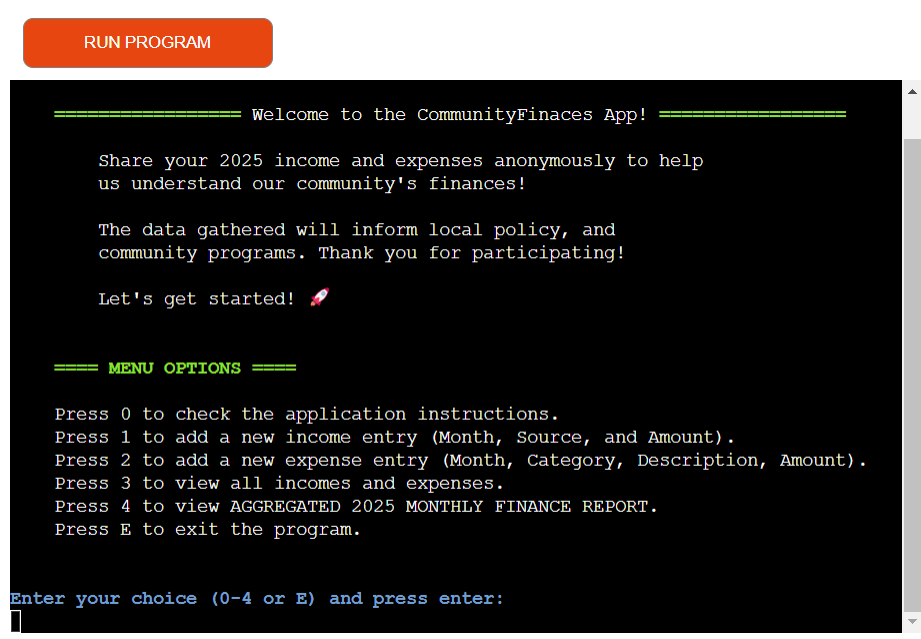 RUN PROGRAM
================= Welcome to the CommunityFinaces App! =================
Share your 2025 income and expenses anonymously to help
us understand our community's finances!
The data gathered will inform local policy, and
community programs. Thank you for participating!
Let's get started! 🚀
==== MENU OPTIONS ====
Press 0 to check the application instructions.
Press 1 to add a new income entry (Month, Source, and Amount).
Press 2 to add a new expense entry (Month, Category, Description, Amount).
Press 3 to view all incomes and expenses.
Press 4 to view AGGREGATED 2025 MONTHLY FINANCE REPORT.
Press E to exit the program.
Enter your choice (0-4 or E) and press enter: